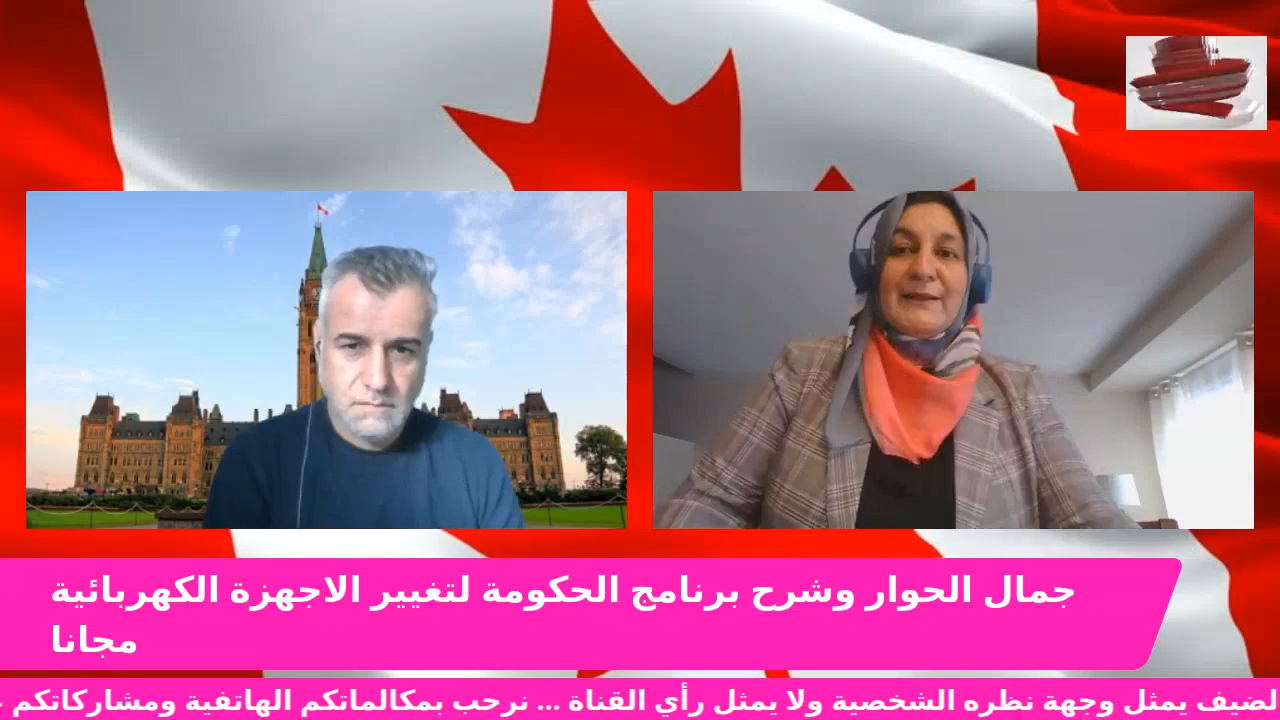 جمال الحوار وشرح برنامج الحكومة لتغيير الاجهزة الكهربائية
مجانا
لضيف يمثل وجهة نظره الشخصية ولا يمثل رأي القناة ... نرحب بمكالماتكم الهاتفية ومشاركاتكم